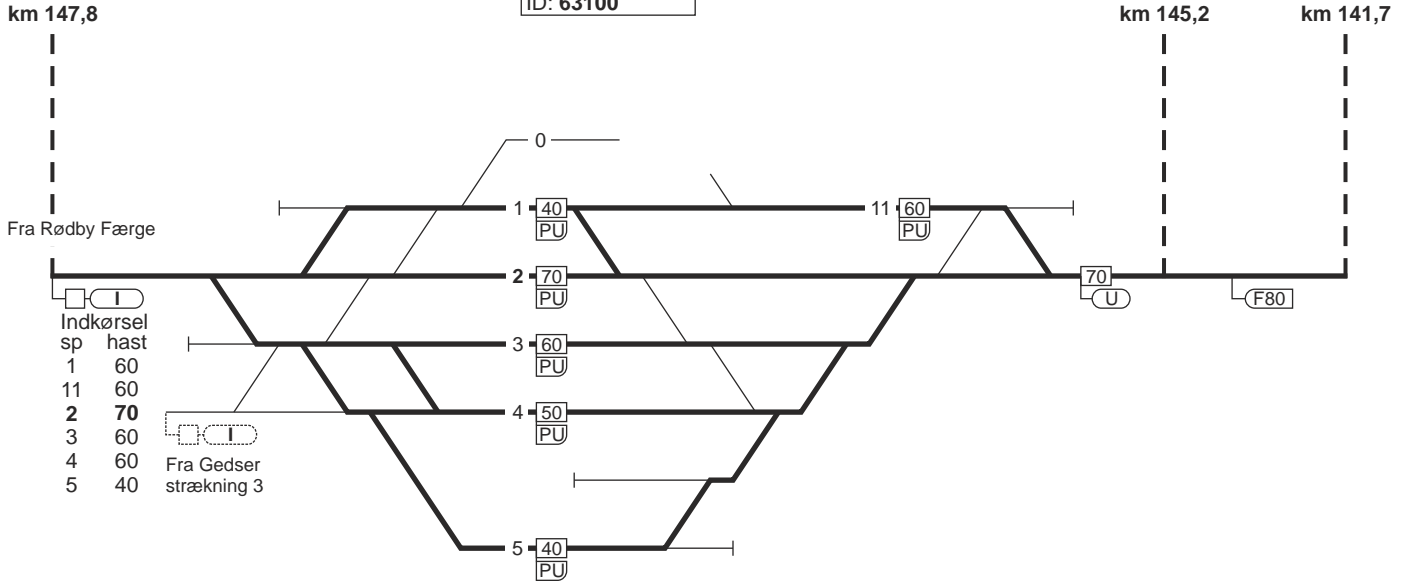 ID: 63100
km 147,8
km 145,2
km 141,7
0
1 40 11 60
PU PU
Fra Rødby Færge
2 70 70
PU U F80
I
Indkørsel
sp hast
1 60
11 60
2 70
3 60
4 60
5 40
3 60
PU
4 50
PU
I
Fra Gedser
strækning 3
5 40
PU